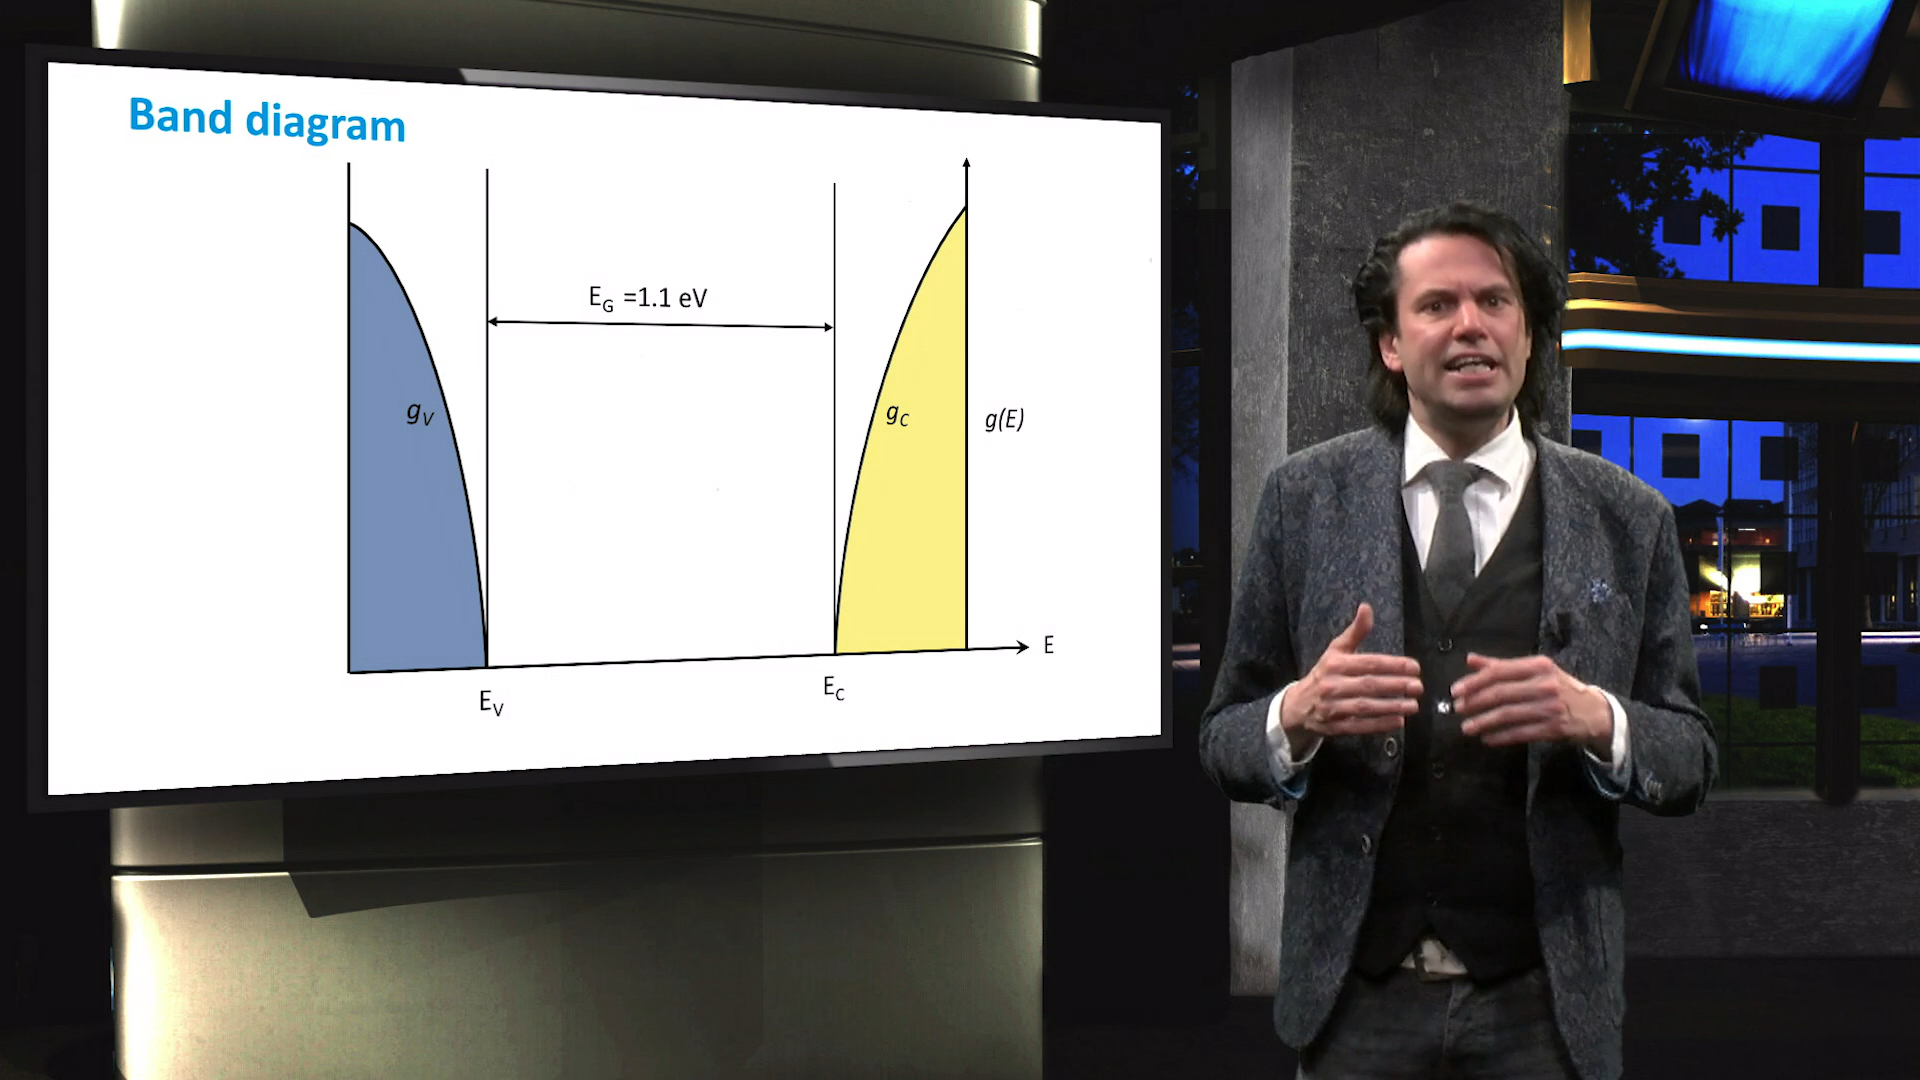 Band diagram
E_G =1.1 eV
g_V
g_C
g(E)
E
E_V
E_C